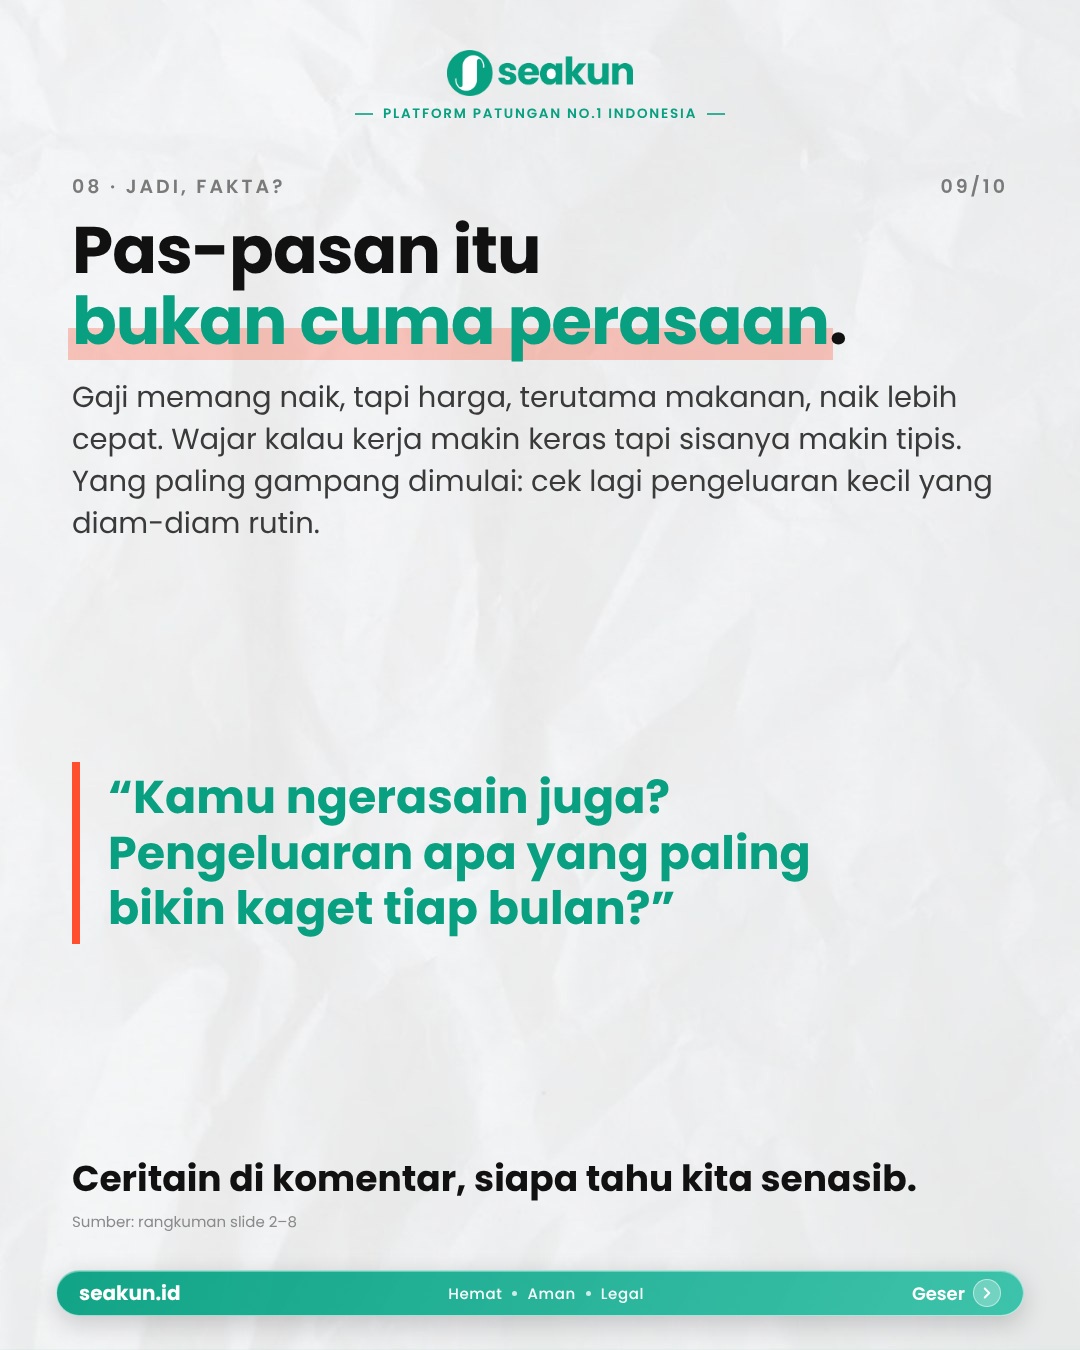 seakun
PLATFORM PATUNGAN NO.1 INDONESIA
08 · JADI, FAKTA?
09/10
Pas-pasan itu
bukan cuma perasaan.
Gaji memang naik, tapi harga, terutama makanan, naik lebih
cepat. Wajar kalau kerja makin keras tapi sisanya makin tipis.
Yang paling gampang dimulai: cek lagi pengeluaran kecil yang
diam-diam rutin.
“Kamu ngerasain juga?
Pengeluaran apa yang paling
bikin kaget tiap bulan?”
Ceritain di komentar, siapa tahu kita senasib.
Sumber: rangkuman slide 2–8
seakun.id
Hemat • Aman • Legal
Geser